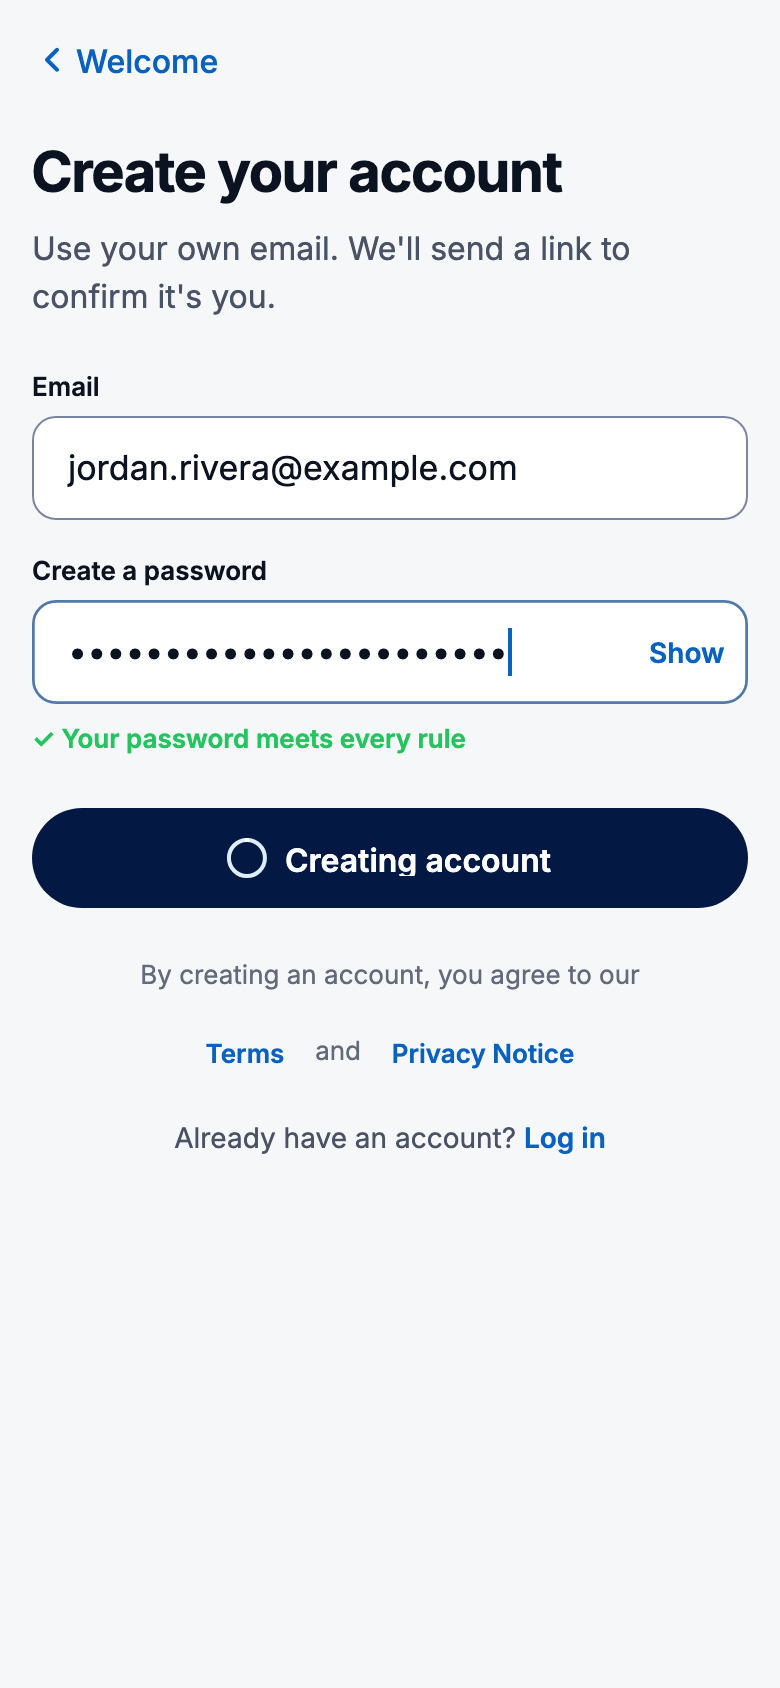 Welcome
Create your account
Use your own email. We'll send a link to
confirm it's you.
Email
jordan.rivera@example.com
Create a password
•••••••••••••••••••••••
Show
✓ Your password meets every rule
Creating account
By creating an account, you agree to our
Terms and Privacy Notice
Already have an account? Log in